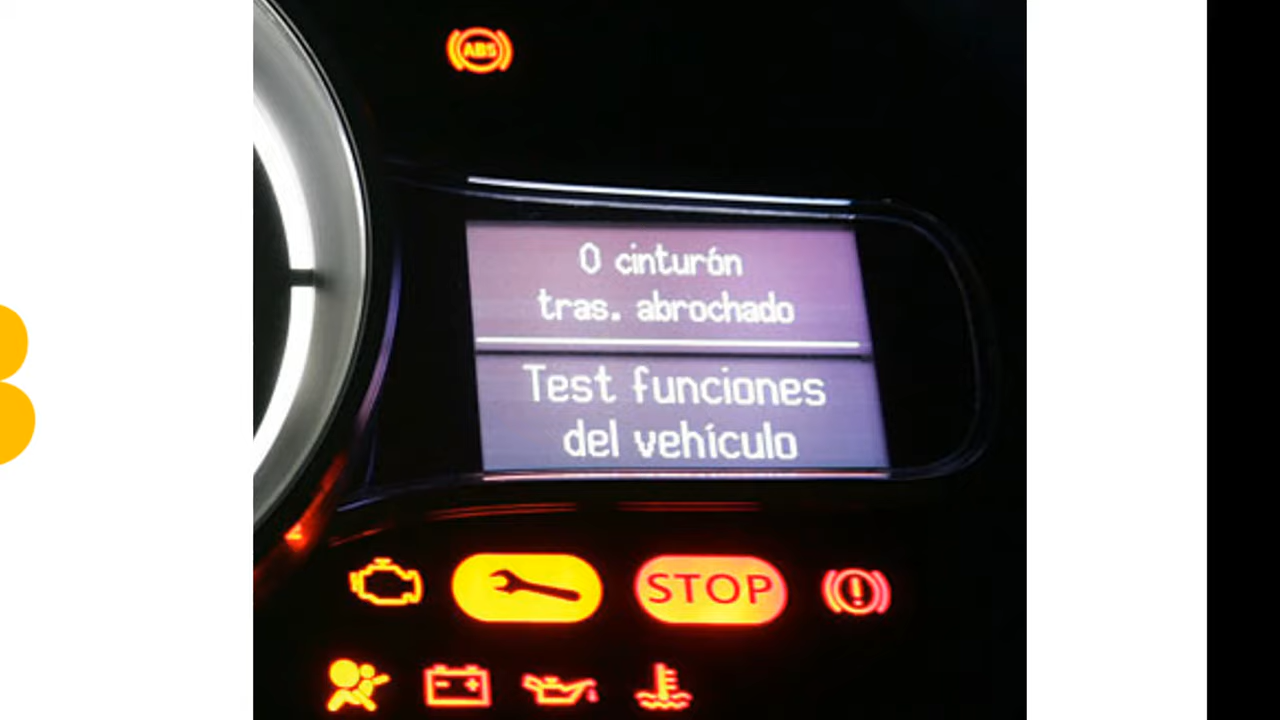 ABS
0 cinturón
tras. abrochado
Test funciones
del vehículo
STOP